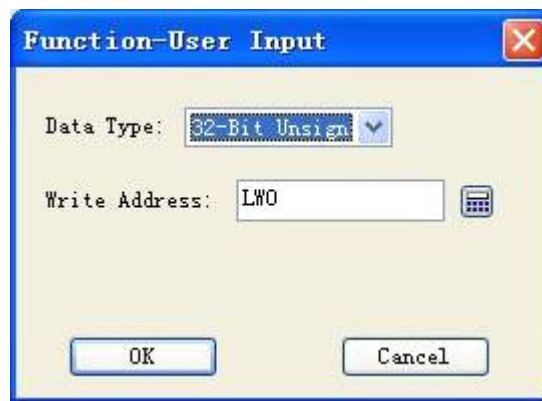 Function-User Input
Data Type: 32-Bit Unsign
Write Address: LW0
OK Cancel